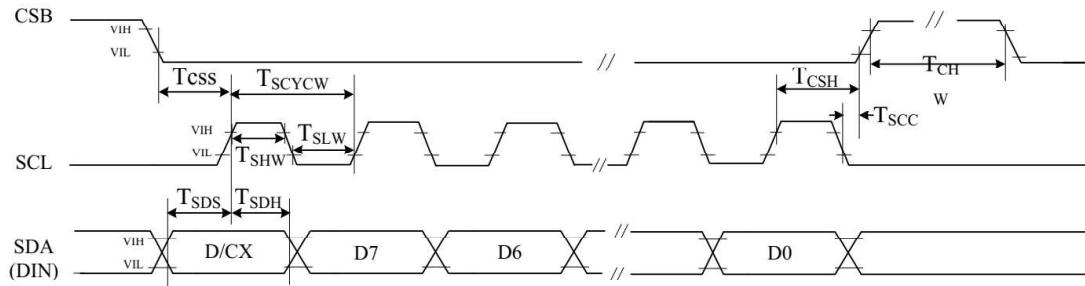 CSB
VIH
VIL
//
//
Tcss
TSCYCW
TCSH
TCH
W
TSCC
SCL
VIH
VIL
TSHW
TSLW
//
TSDS
TSDH
SDA
(DIN)
VIH
VIL
D/CX
D7
D6
//
//
D0